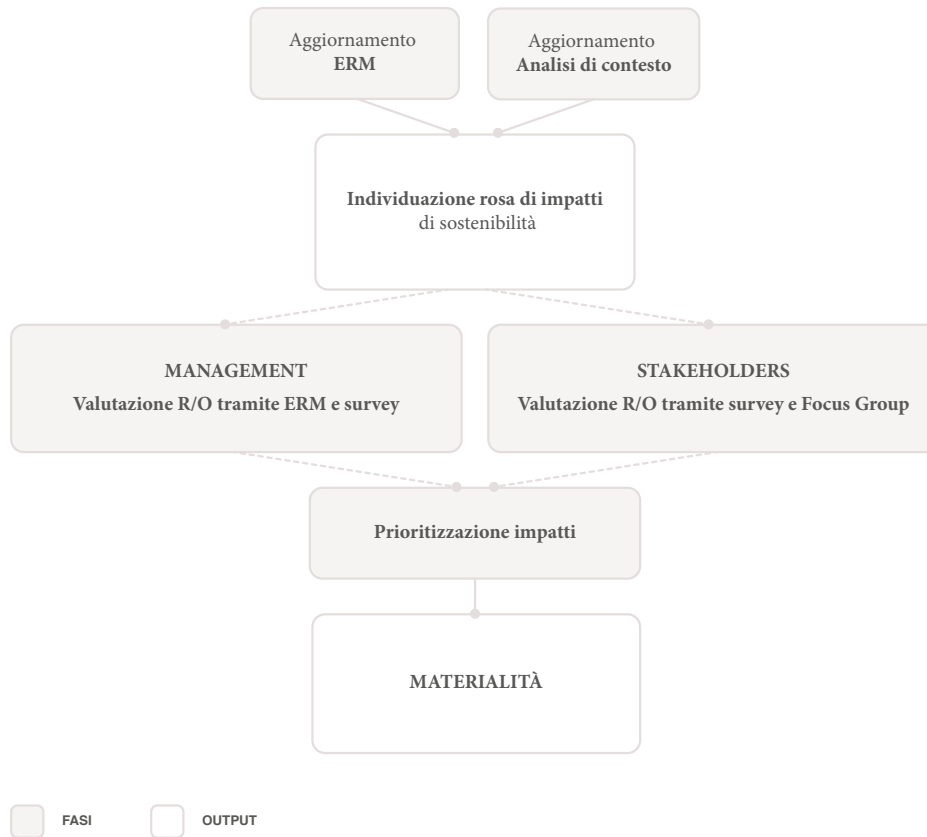 Aggiornamento
ERM
Aggiornamento
Analisi di contesto
Individuazione rosa di impatti
di sostenibilità
MANAGEMENT
Valutazione R/O tramite ERM e survey
STAKEHOLDERS
Valutazione R/O tramite survey e Focus Group
Prioritizzazione impatti
MATERIALITÀ
FASI
OUTPUT